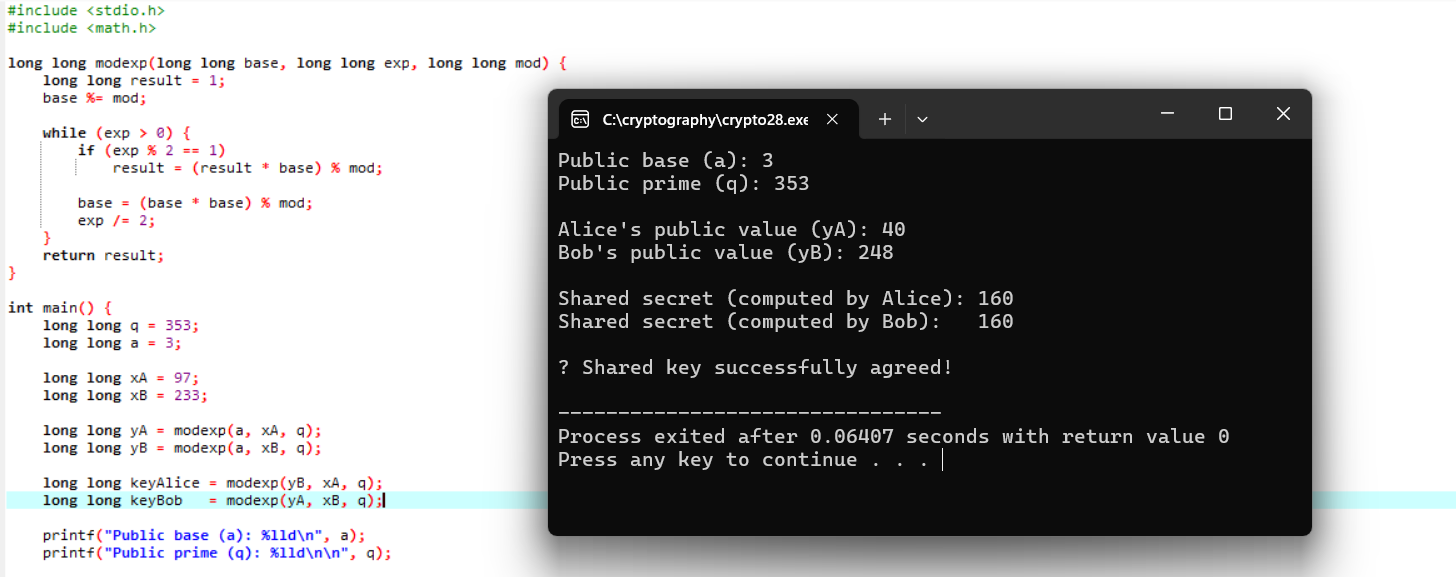 #include <stdio.h>
#include <math.h>
long long modexp(long long base, long long exp, long long mod) {
    long long result = 1;
    base %= mod;
    while (exp > 0) {
        if (exp % 2 == 1)
            result = (result * base) % mod;
        base = (base * base) % mod;
        exp /= 2;
    }
    return result;
}
int main() {
    long long q = 353;
    long long a = 3;
    long long xA = 97;
    long long xB = 233;
    long long yA = modexp(a, xA, q);
    long long yB = modexp(a, xB, q);
    long long keyAlice = modexp(yB, xA, q);
    long long keyBob   = modexp(yA, xB, q);
    printf("Public base (a): %lld\n", a);
    printf("Public prime (q): %lld\n\n", q);
C:\cryptography\crypto28.exe
Public base (a): 3
Public prime (q): 353
Alice's public value (yA): 40
Bob's public value (yB): 248
Shared secret (computed by Alice): 160
Shared secret (computed by Bob):   160
? Shared key successfully agreed!
--------------------------------
Process exited after 0.06407 seconds with return value 0
Press any key to continue . . .